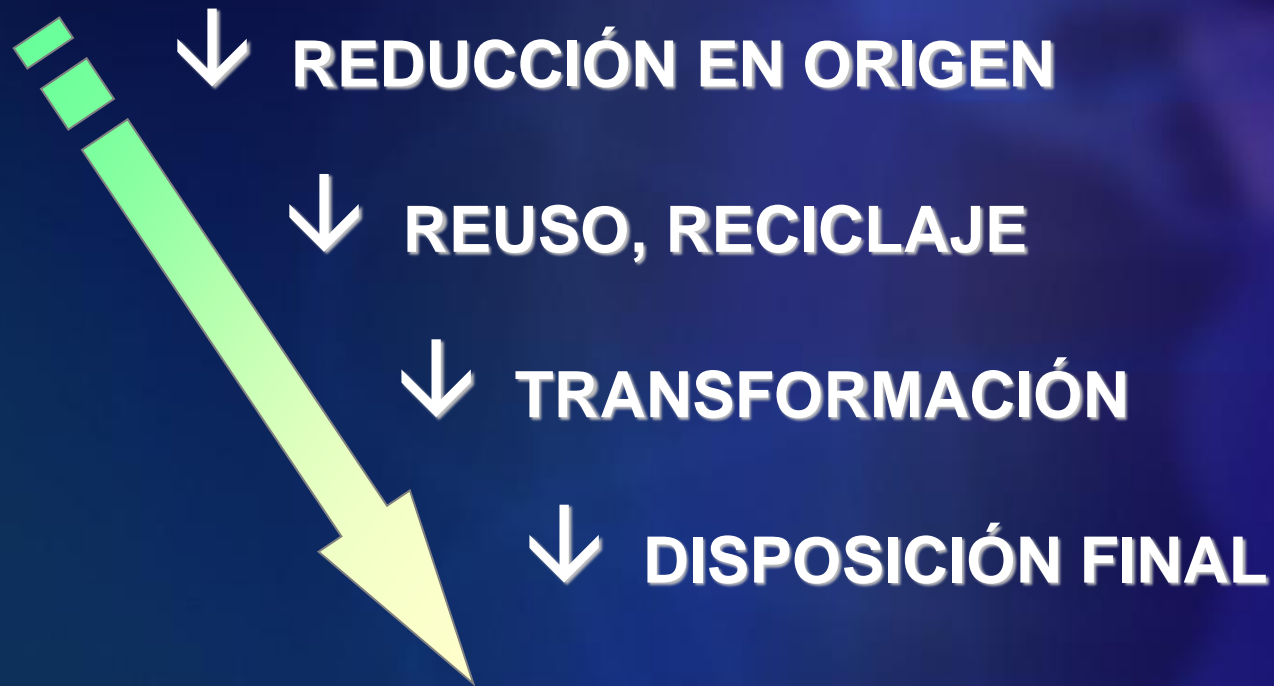 ↓ REDUCCIÓN EN ORIGEN
↓ REUSO, RECICLAJE
↓ TRANSFORMACIÓN
↓ DISPOSICIÓN FINAL